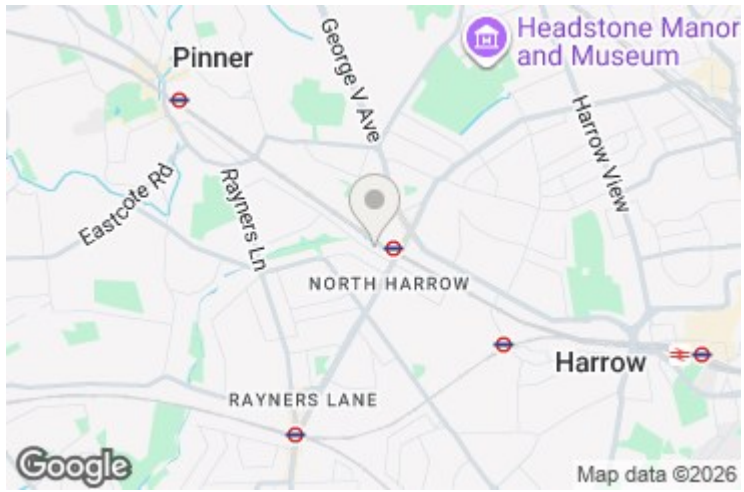 Headstone Manor
and Museum
Pinner
George V Ave
Harrow View
Eastcote Rd
Rayners Ln
NORTH HARROW
Harrow
RAYNERS LANE
Google
Map data ©2026